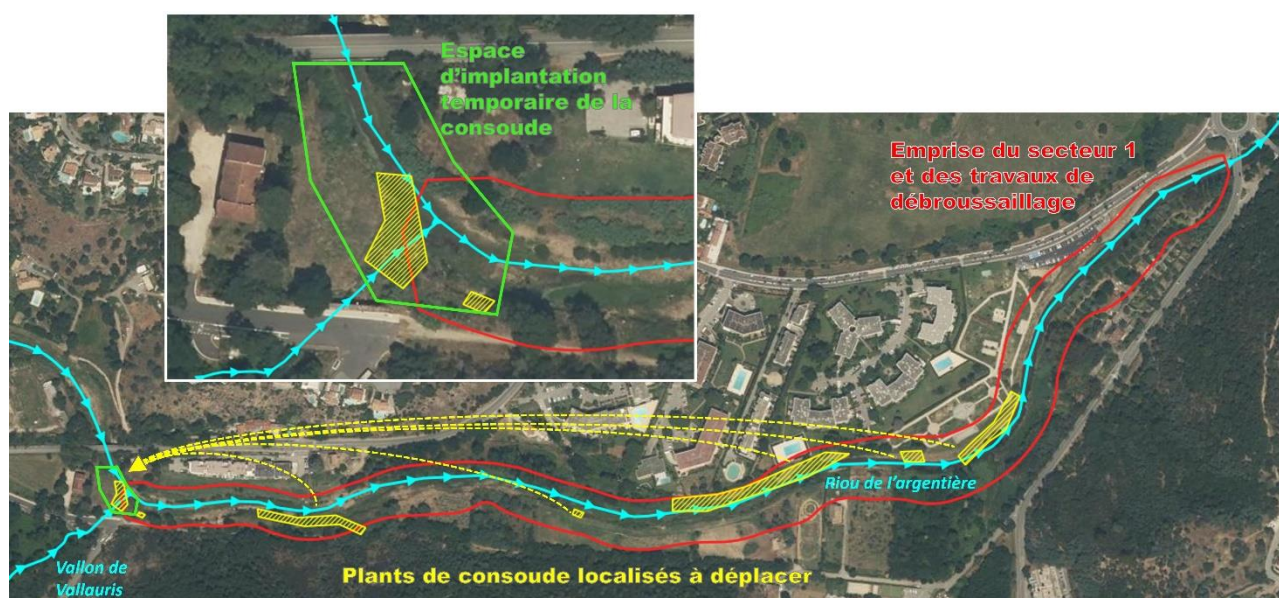 Espace
d'implantation
temporaire de la
consoude
Emprise du secteur 1
et des travaux de
débroussaillage
Riou de l'argentière
Vallon de
Vallauris
Plants de consoude localisés à déplacer